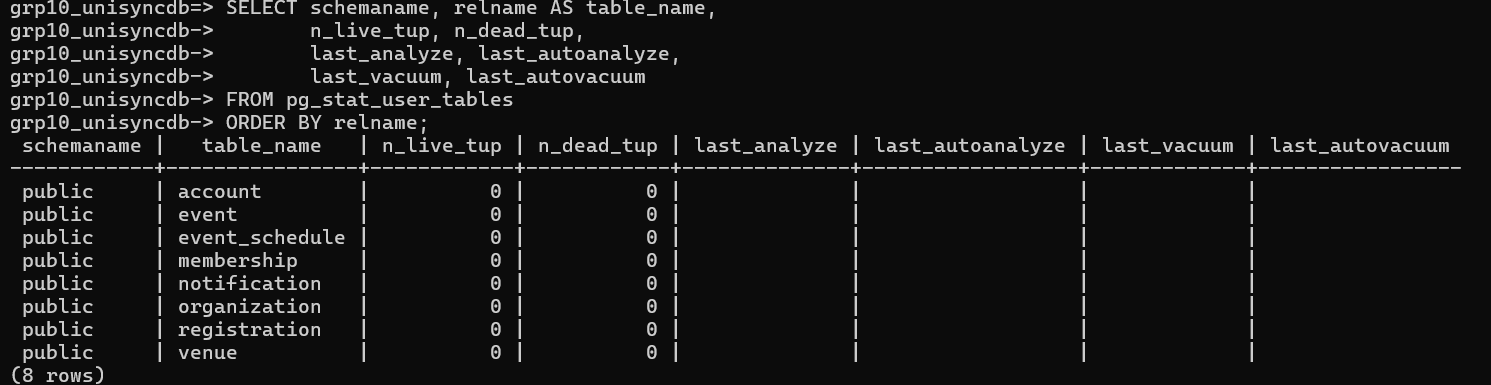 grp10_unisyncdb=> SELECT schemaname, relname AS table_name,
grp10_unisyncdb->        n_live_tup, n_dead_tup,
grp10_unisyncdb->        last_analyze, last_autoanalyze,
grp10_unisyncdb->        last_vacuum, last_autovacuum
grp10_unisyncdb-> FROM pg_stat_user_tables
grp10_unisyncdb-> ORDER BY relname;
 schemaname |   table_name   | n_live_tup | n_dead_tup | last_analyze | last_autoanalyze | last_vacuum | last_autovacuum
------------+----------------+------------+------------+--------------+------------------+-------------+-----------------
 public     | account        |          0 |          0 |              |                  |             |
 public     | event          |          0 |          0 |              |                  |             |
 public     | event_schedule |          0 |          0 |              |                  |             |
 public     | membership     |          0 |          0 |              |                  |             |
 public     | notification   |          0 |          0 |              |                  |             |
 public     | organization   |          0 |          0 |              |                  |             |
 public     | registration   |          0 |          0 |              |                  |             |
 public     | venue          |          0 |          0 |              |                  |             |
(8 rows)